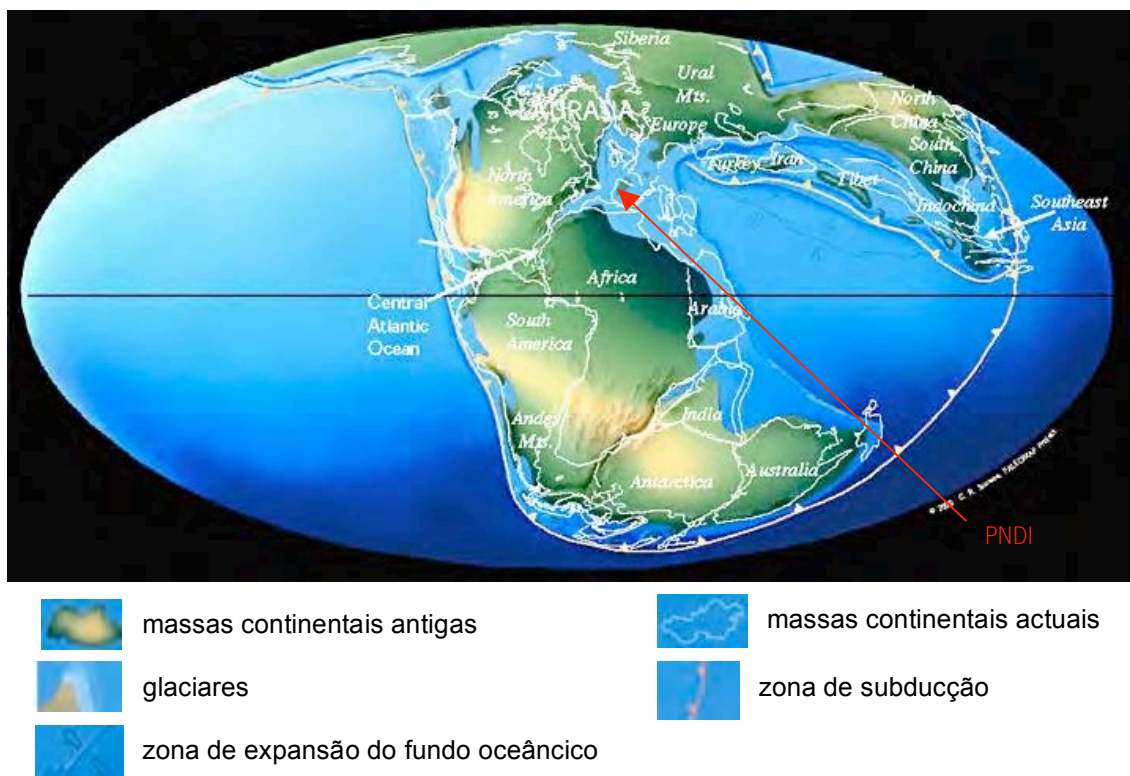 Siberia
Ural
Mts.
LAURASIA
Europe
North
China
South
China
Turkey
Iran
Tibet
Indochina
Southeast
Asia
North
America
Africa
Arabia
Central
Atlantic
Ocean
South
America
Andes
Mts.
India
Antarctica
Australia
PNDI
massas continentais antigas
massas continentais actuais
glaciares
zona de subducção
zona de expansão do fundo oceâncico